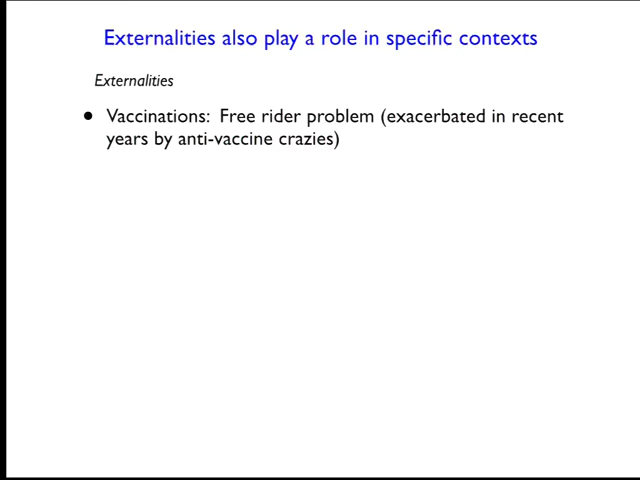 Externalities also play a role in specific contexts
Externalities
• Vaccinations: Free rider problem (exacerbated in recent
years by anti-vaccine crazies)